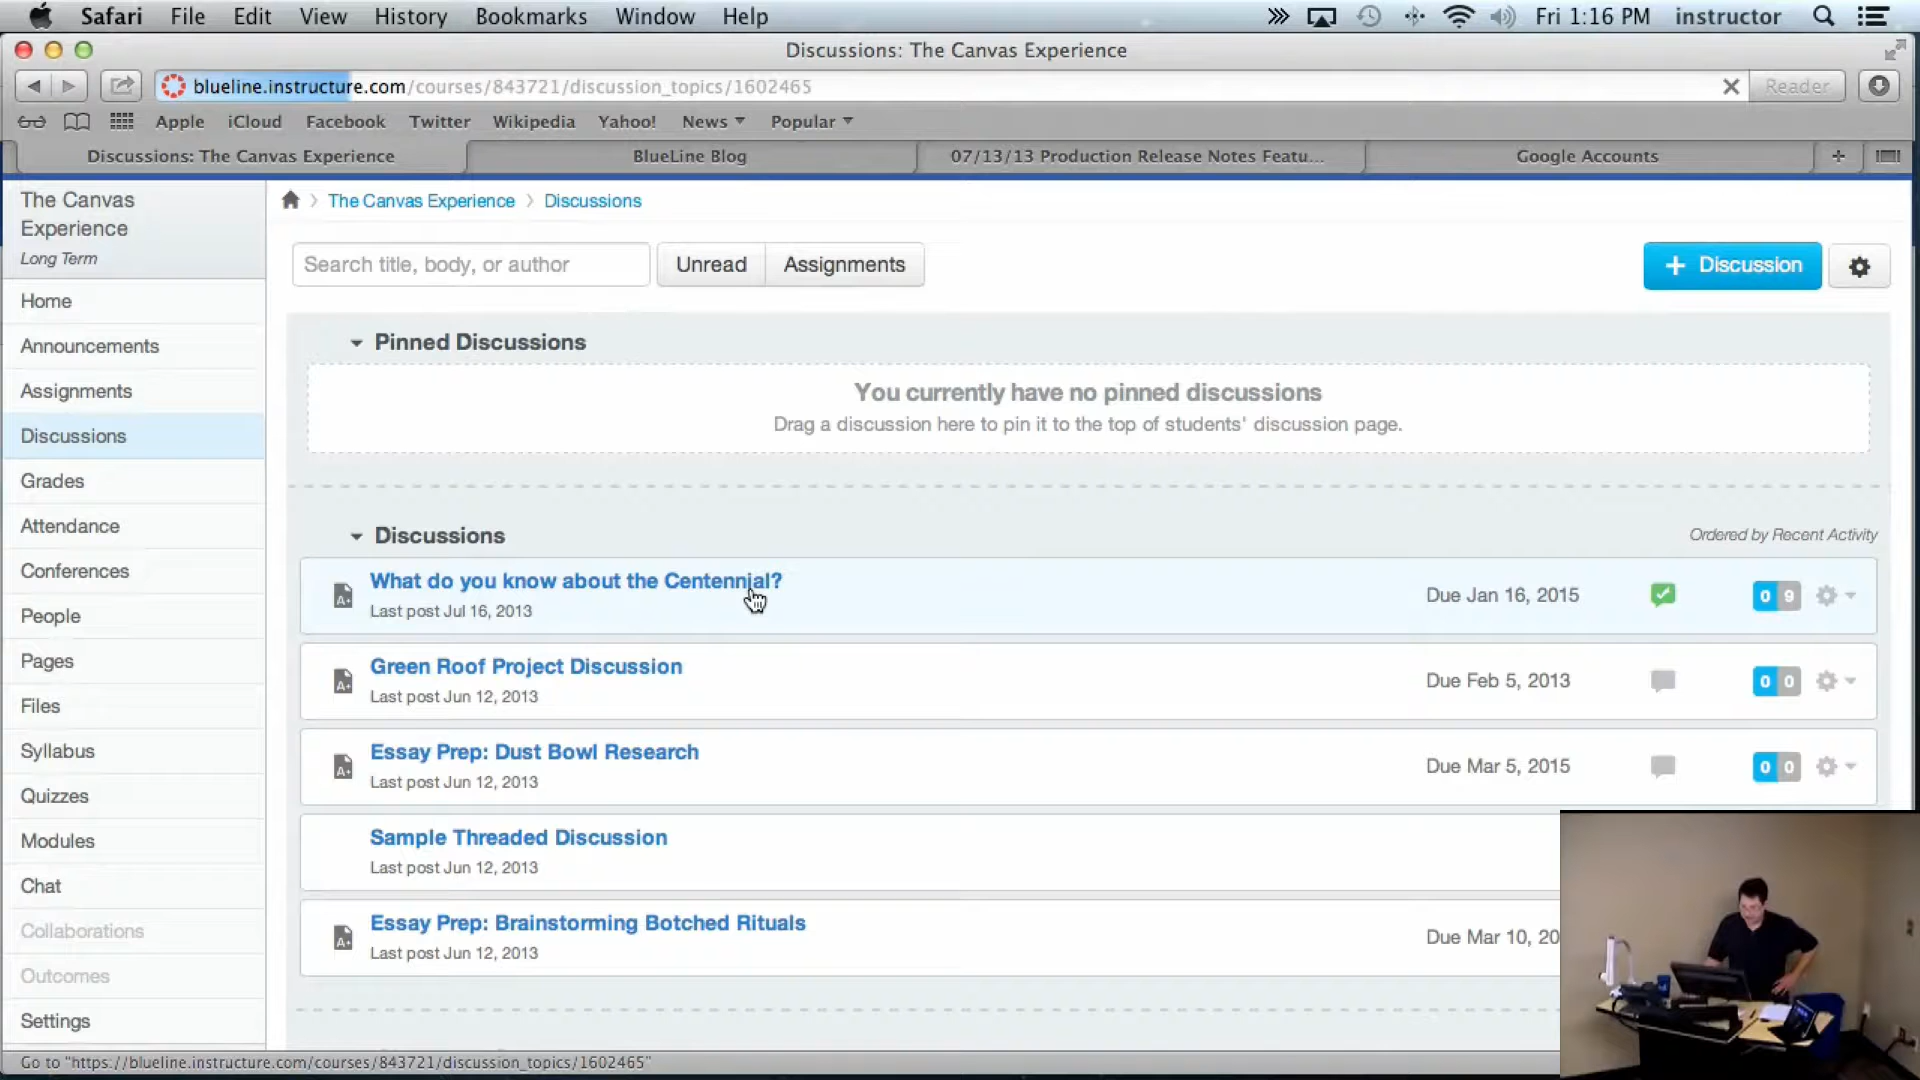 Safari File Edit View History Bookmarks Window Help Fri 1:16 PM instructor
Discussions: The Canvas Experience
blueline.instructure.com/courses/843721/discussion_topics/1602465 Reader
Apple iCloud Facebook Twitter Wikipedia Yahoo! News Popular
Discussions: The Canvas Experience BlueLine Blog 07/13/13 Production Release Notes Featu... Google Accounts +
The Canvas
Experience
Long Term
Home
Announcements
Assignments
Discussions
Grades
Attendance
Conferences
People
Pages
Files
Syllabus
Quizzes
Modules
Chat
Collaborations
Outcomes
Settings
The Canvas Experience Discussions
Search title, body, or author Unread Assignments + Discussion
Pinned Discussions
You currently have no pinned discussions
Drag a discussion here to pin it to the top of students' discussion page.
Discussions Ordered by Recent Activity
What do you know about the Centennial? Due Jan 16, 2015 0 9
Last post Jul 16, 2013
Green Roof Project Discussion Due Feb 5, 2013 0 0
Last post Jun 12, 2013
Essay Prep: Dust Bowl Research Due Mar 5, 2015 0 0
Last post Jun 12, 2013
Sample Threaded Discussion
Last post Jun 12, 2013
Essay Prep: Brainstorming Botched Rituals Due Mar 10, 20
Last post Jun 12, 2013
Go to "https://blueline.instructure.com/courses/843721/discussion_topics/1602465"